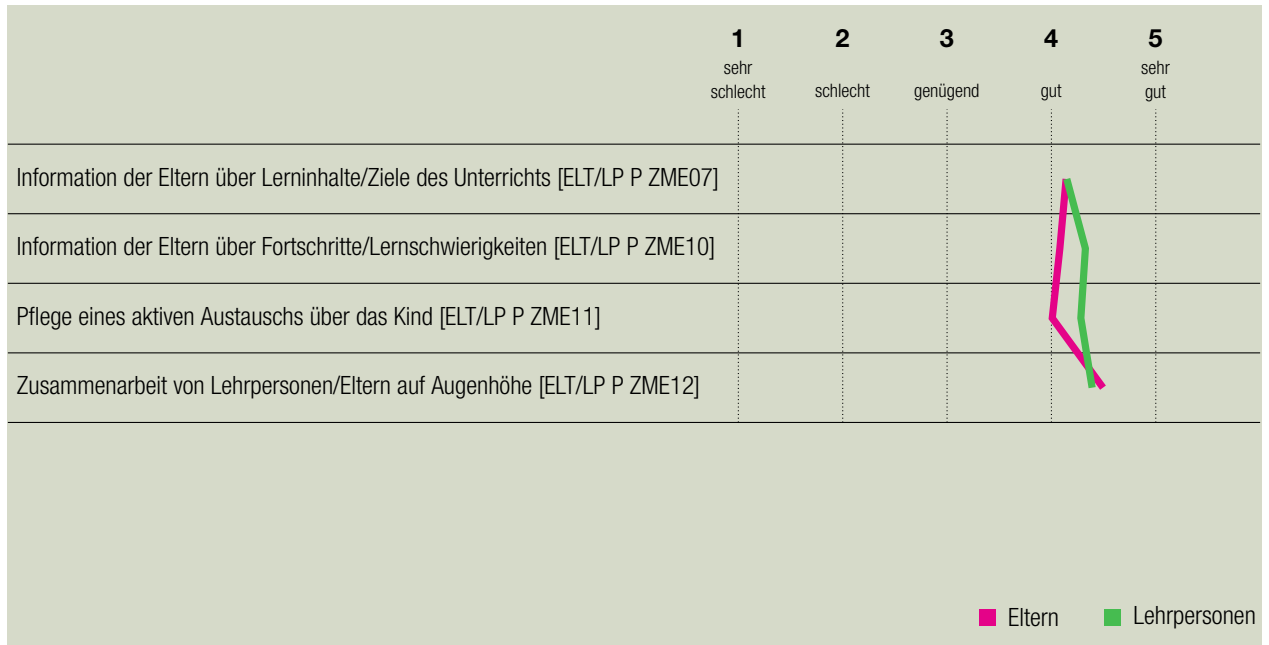 1 2 3 4 5
sehr schlecht schlecht genügend gut sehr gut
Information der Eltern über Lerninhalte/Ziele des Unterrichts [ELT/LP P ZME07]
Information der Eltern über Fortschritte/Lernschwierigkeiten [ELT/LP P ZME10]
Pflege eines aktiven Austauschs über das Kind [ELT/LP P ZME11]
Zusammenarbeit von Lehrpersonen/Eltern auf Augenhöhe [ELT/LP P ZME12]
Eltern Lehrpersonen